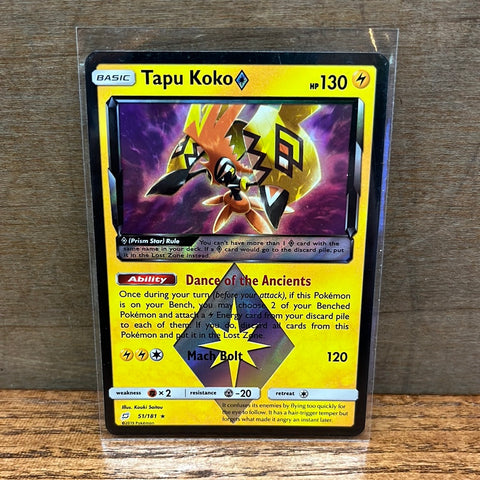 BASIC
Tapu Koko
HP 130
(Prism Star) Rule
You can't have more than 1 card with the
same name in your deck. If a card would go to the discard pile, put
it in the Lost Zone instead.
Ability Dance of the Ancients
Once during your turn (before your attack), if this Pokémon
is on your Bench, you may choose 2 of your Benched
Pokémon and attach a Energy card from your discard pile
to each of them. If you do, discard all cards from this
Pokémon and put it in the Lost Zone.
Mach Bolt 120
weakness × 2 resistance -20 retreat
Illus. Kouki Saitou
51/181
©2019 Pokémon
It confuses its enemies by flying too quickly for
the eye to follow. It has a hair-trigger temper but
forgets what made it angry an instant later.